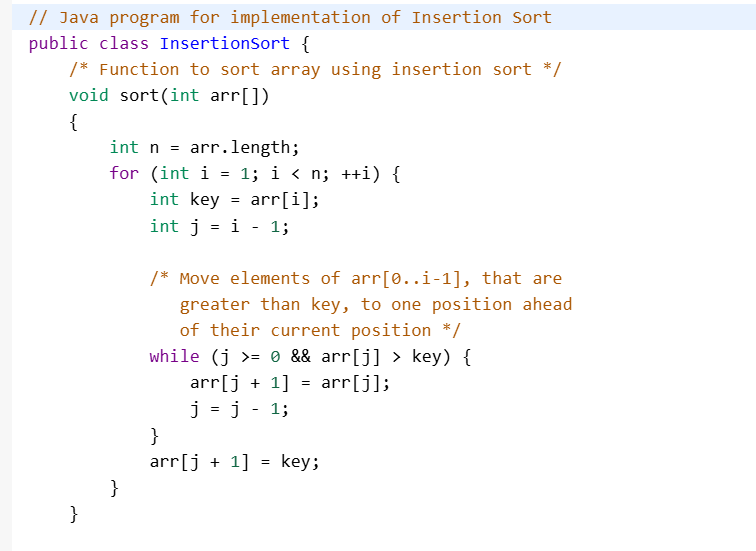 // Java program for implementation of Insertion Sort
public class InsertionSort {
    /* Function to sort array using insertion sort */
    void sort(int arr[])
    {
        int n = arr.length;
        for (int i = 1; i < n; ++i) {
            int key = arr[i];
            int j = i - 1;

            /* Move elements of arr[0..i-1], that are
               greater than key, to one position ahead
               of their current position */
            while (j >= 0 && arr[j] > key) {
                arr[j + 1] = arr[j];
                j = j - 1;
            }
            arr[j + 1] = key;
        }
    }